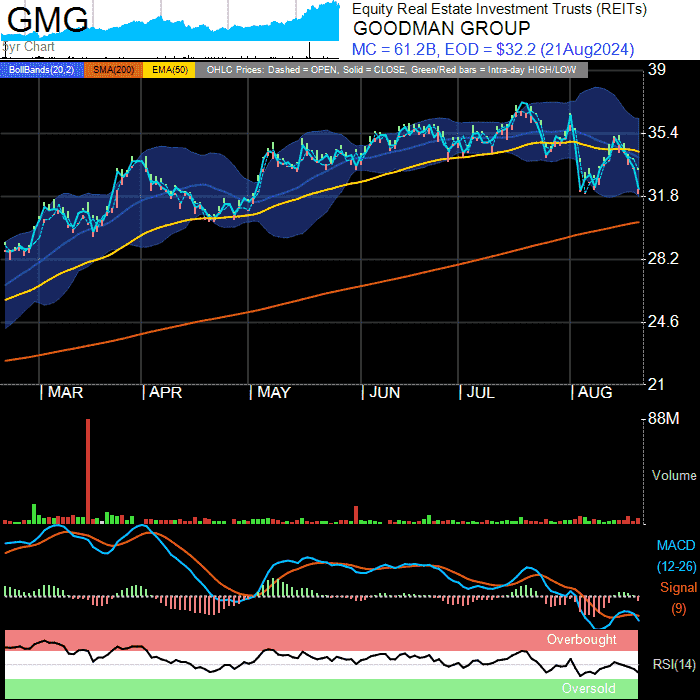 GMG
Equity Real Estate Investment Trusts (REITs)
GOODMAN GROUP
5yr Chart
MC = 61.2B, EOD = $32.2 (21Aug2024)
BollBands(20,2) SMA(200) EMA(50) OHLC Prices: Dashed = OPEN, Solid = CLOSE, Green/Red bars = Intra-day HIGH/LOW
39
35.4
31.8
28.2
24.6
21
MAR APR MAY JUN JUL AUG
88M
Volume
MACD
(12-26)
Signal
(9)
Overbought
RSI(14)
Oversold